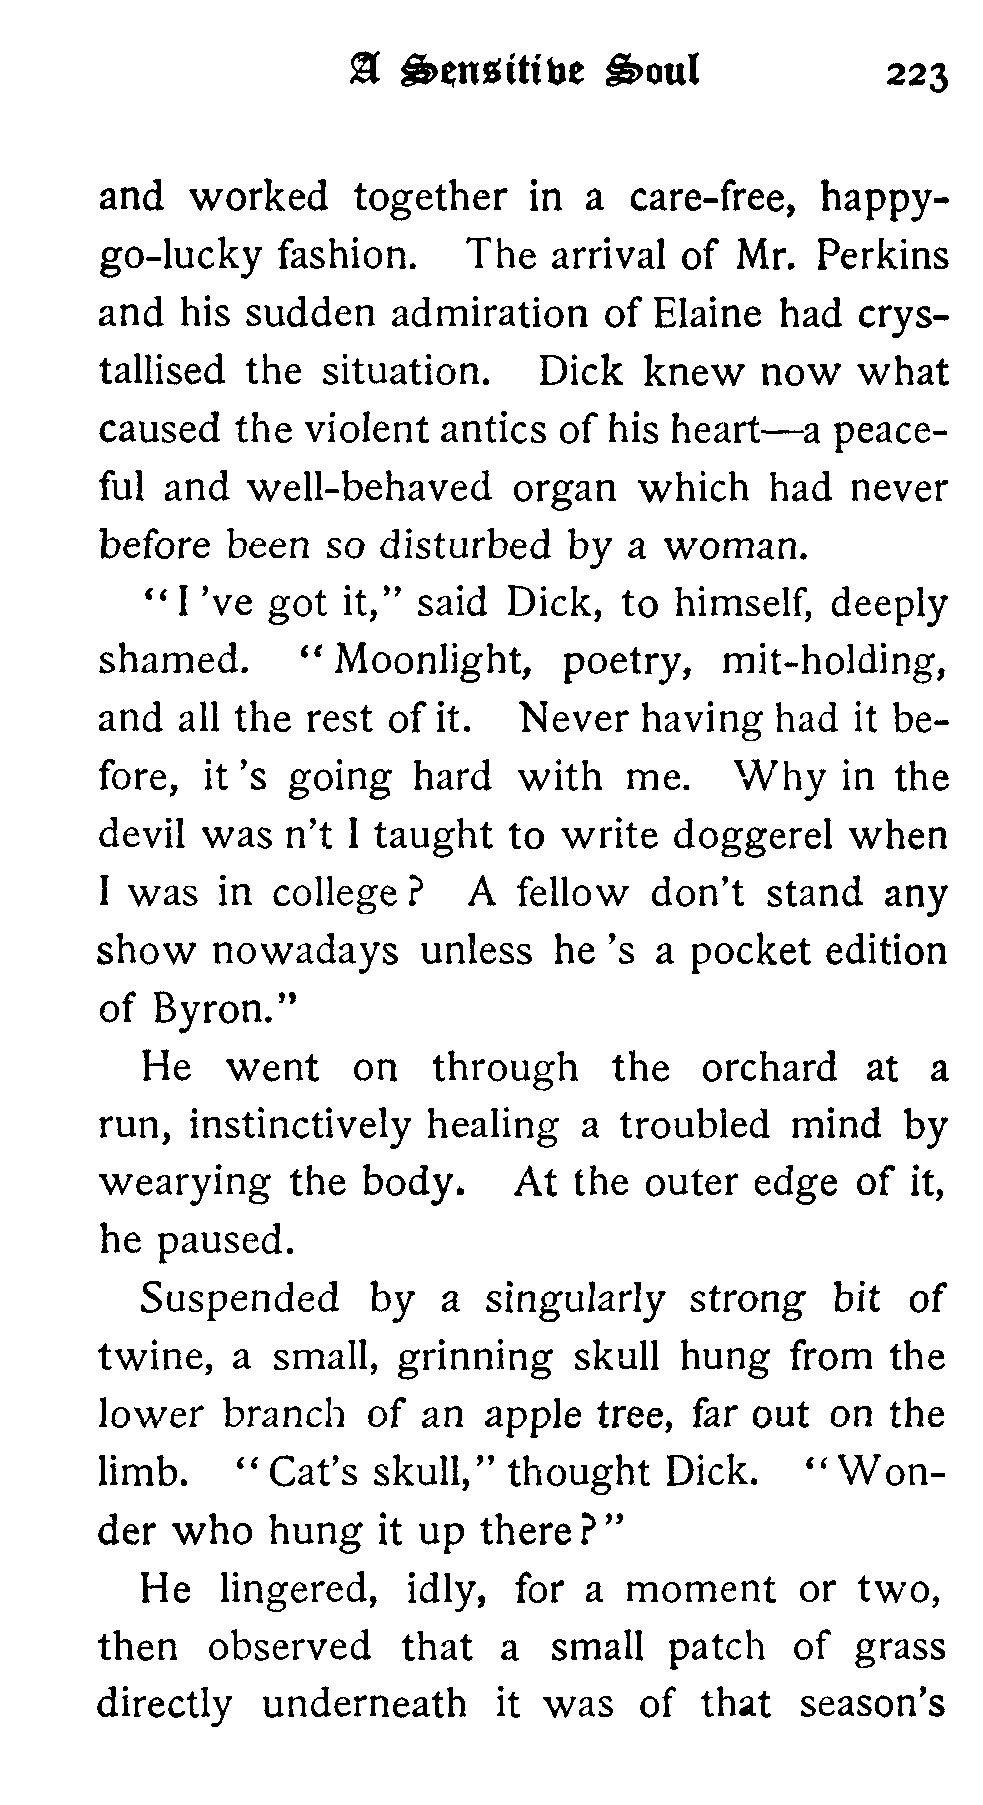 A Sensitive Soul 223
and worked together in a care-free, happy-
go-lucky fashion. The arrival of Mr. Perkins
and his sudden admiration of Elaine had crys-
tallised the situation. Dick knew now what
caused the violent antics of his heart—a peace-
ful and well-behaved organ which had never
before been so disturbed by a woman.
“I ’ve got it,” said Dick, to himself, deeply
shamed. “Moonlight, poetry, mit-holding,
and all the rest of it. Never having had it be-
fore, it ’s going hard with me. Why in the
devil was n’t I taught to write doggerel when
I was in college? A fellow don’t stand any
show nowadays unless he ’s a pocket edition
of Byron.”
He went on through the orchard at a
run, instinctively healing a troubled mind by
wearying the body. At the outer edge of it,
he paused.
Suspended by a singularly strong bit of
twine, a small, grinning skull hung from the
lower branch of an apple tree, far out on the
limb. “Cat’s skull,” thought Dick. “Won-
der who hung it up there?”
He lingered, idly, for a moment or two,
then observed that a small patch of grass
directly underneath it was of that season’s